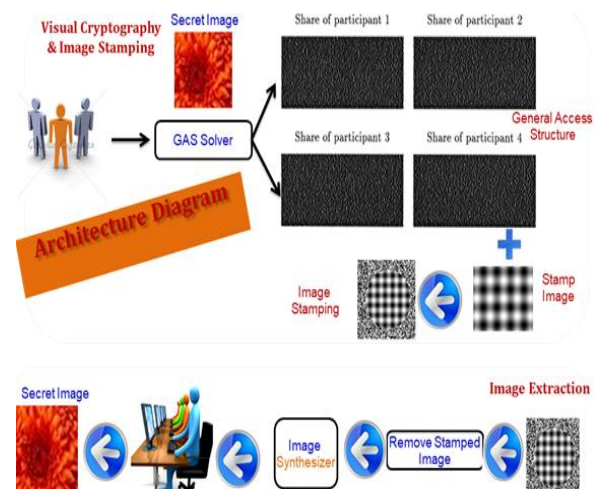 Visual Cryptography
& Image Stamping
Secret Image
Share of participant 1
Share of participant 2
GAS Solver
General Access
Structure
Share of participant 3
Share of participant 4
Architecture Diagram
Image
Stamping
Stamp
Image
Secret Image
Image Extraction
Image
Synthesizer
Remove Stamped
Image